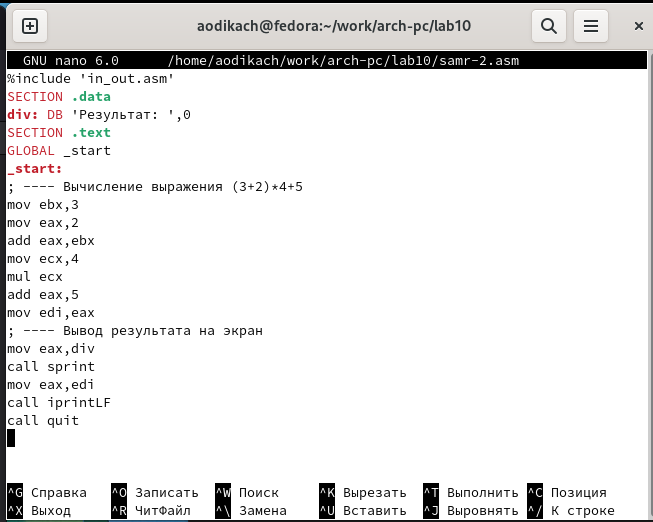 aodikach@fedora:~/work/arch-pc/lab10
GNU nano 6.0 /home/aodikach/work/arch-pc/lab10/samr-2.asm
%include 'in_out.asm'
SECTION .data
div: DB 'Результат: ',0
SECTION .text
GLOBAL _start
_start:
; ---- Вычисление выражения (3+2)*4+5
mov ebx,3
mov eax,2
add eax,ebx
mov ecx,4
mul ecx
add eax,5
mov edi,eax
; ---- Вывод результата на экран
mov eax,div
call sprint
mov eax,edi
call iprintLF
call quit
^G Справка ^O Записать ^W Поиск ^K Вырезать ^T Выполнить ^C Позиция
^X Выход ^R ЧитФайл ^\ Замена ^U Вставить ^J Выровнять ^/ К строке